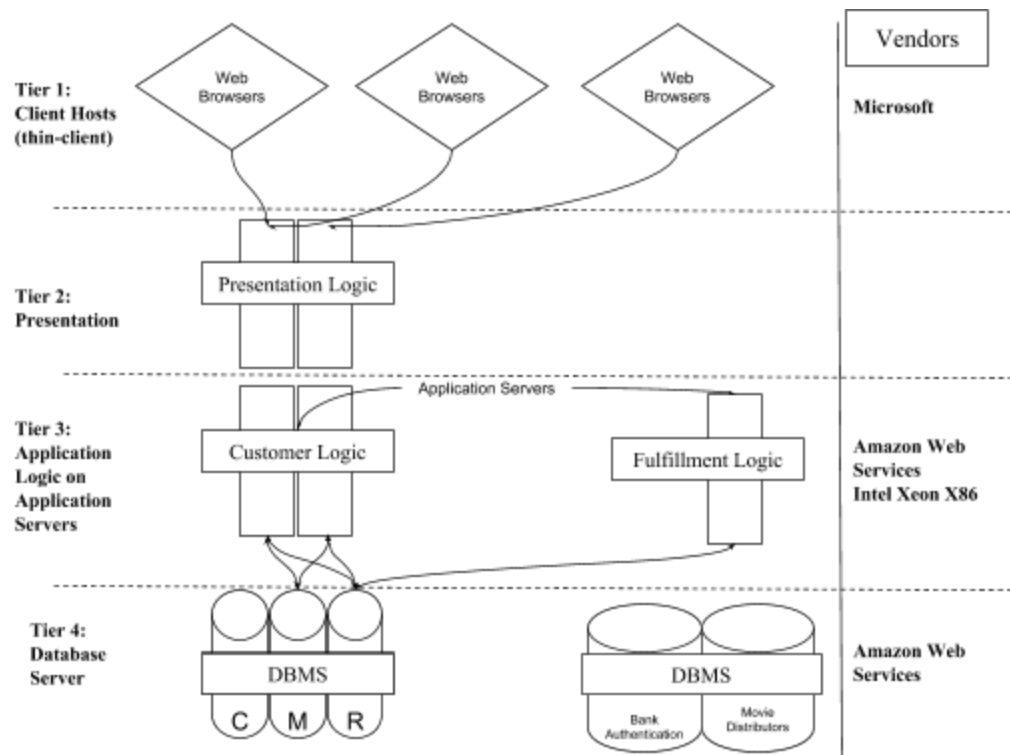 Vendors
Tier 1:
Client Hosts
(thin-client)
Web
Browsers
Web
Browsers
Web
Browsers
Microsoft
Tier 2:
Presentation
Presentation Logic
Application Servers
Tier 3:
Application
Logic on
Application
Servers
Customer Logic
Fulfillment Logic
Amazon Web
Services
Intel Xeon X86
Tier 4:
Database
Server
DBMS
C M R
DBMS
Bank
Authentication
Movie
Distributors
Amazon Web
Services